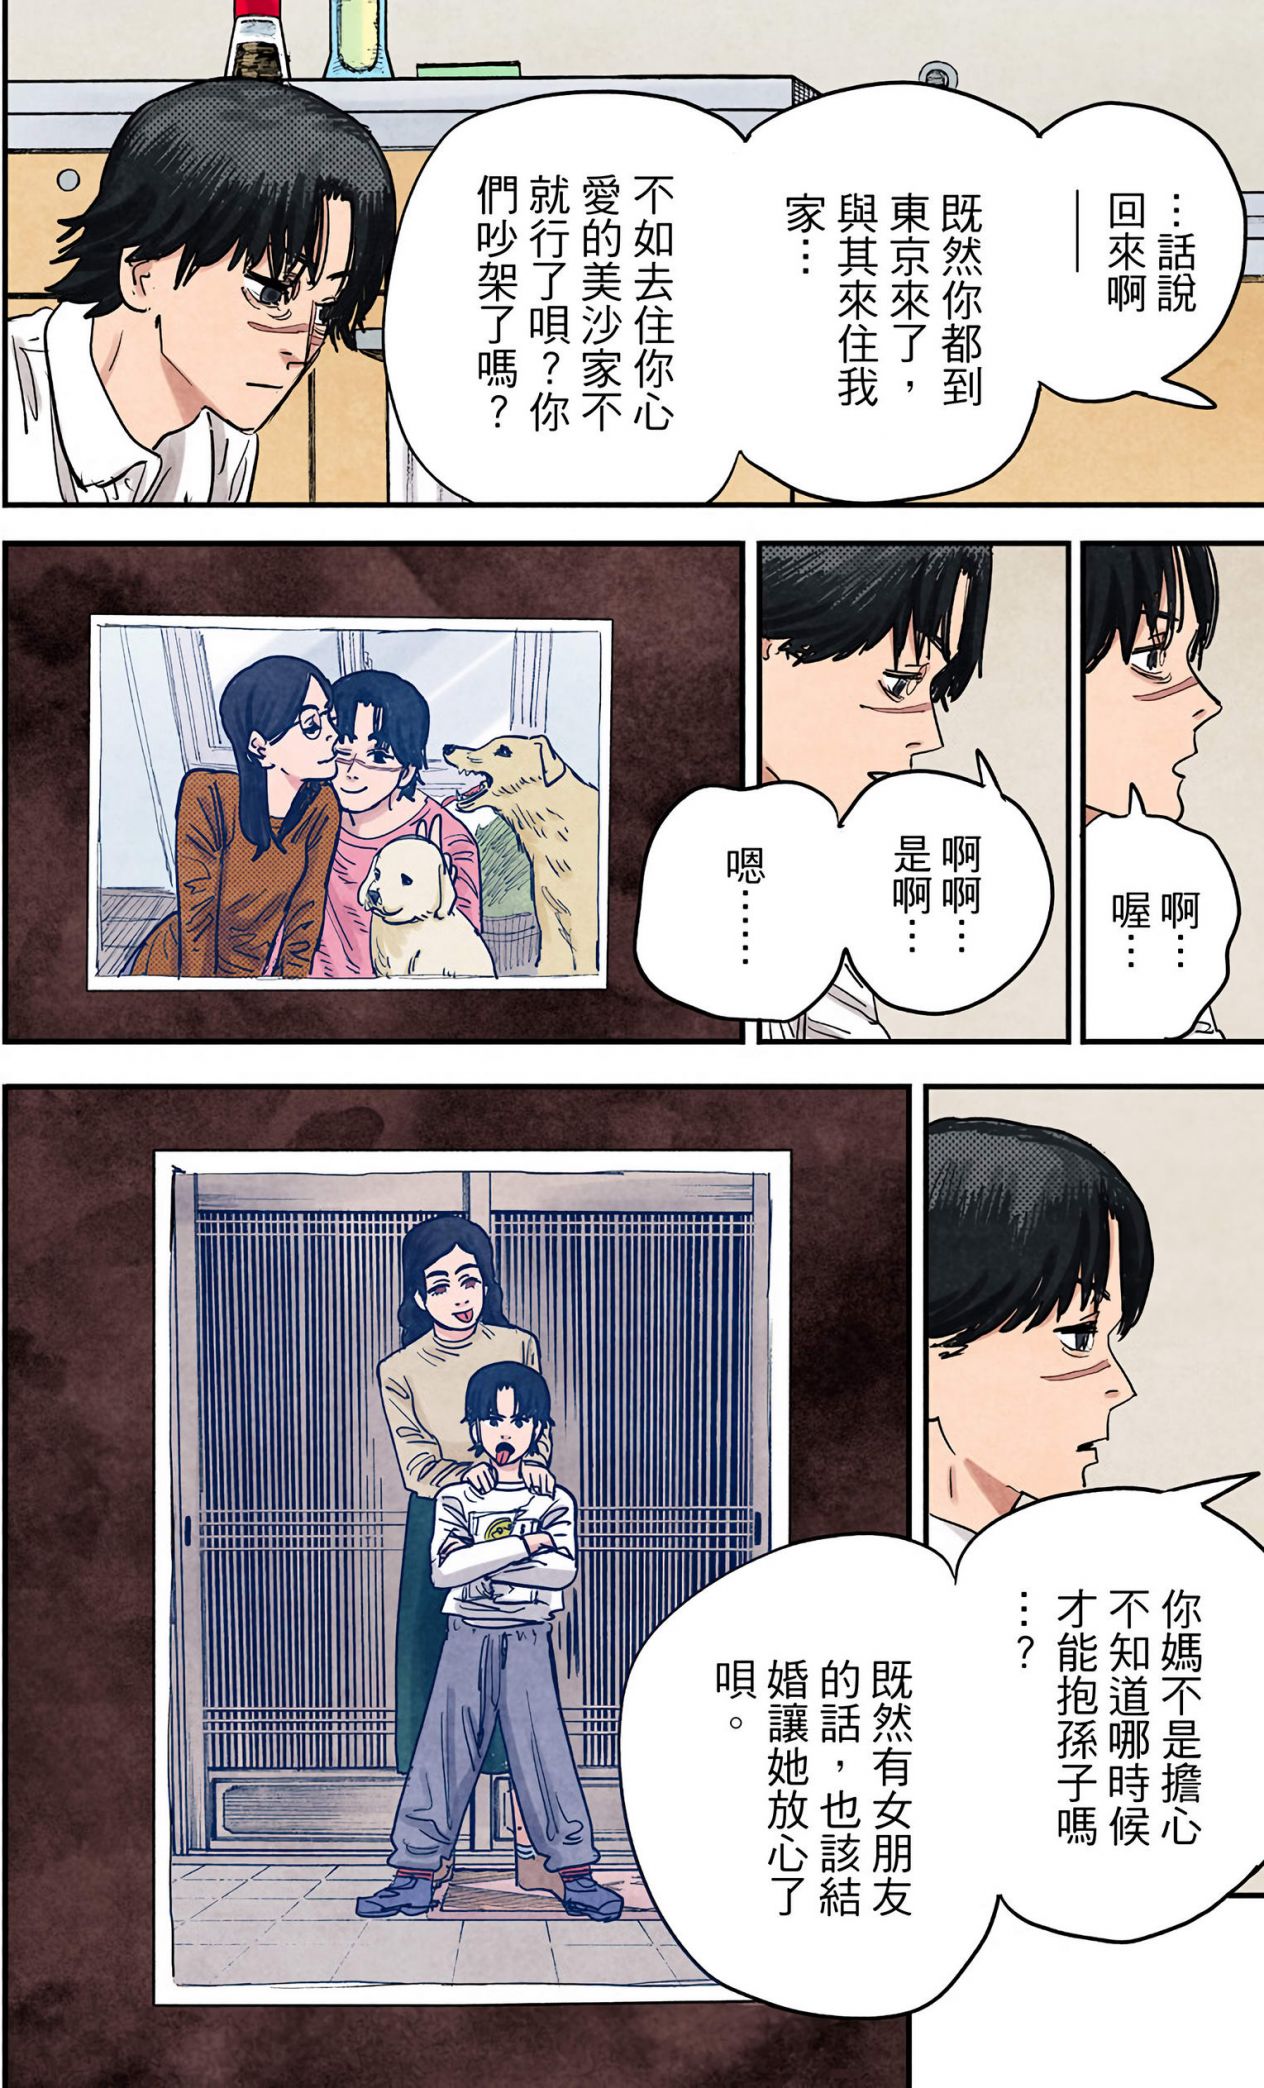 …話說
回來啊
——
既然你都到
東京來了，
與其來住我
家…
不如去住你心
愛的美沙家不
就行了唄？你
們吵架了嗎？
啊…
喔…
啊啊…
是啊…
嗯……
你媽不是擔心
不知道哪時候
才能抱孫子嗎
…？
既然有女朋友
的話，也該結
婚讓她放心了
唄。